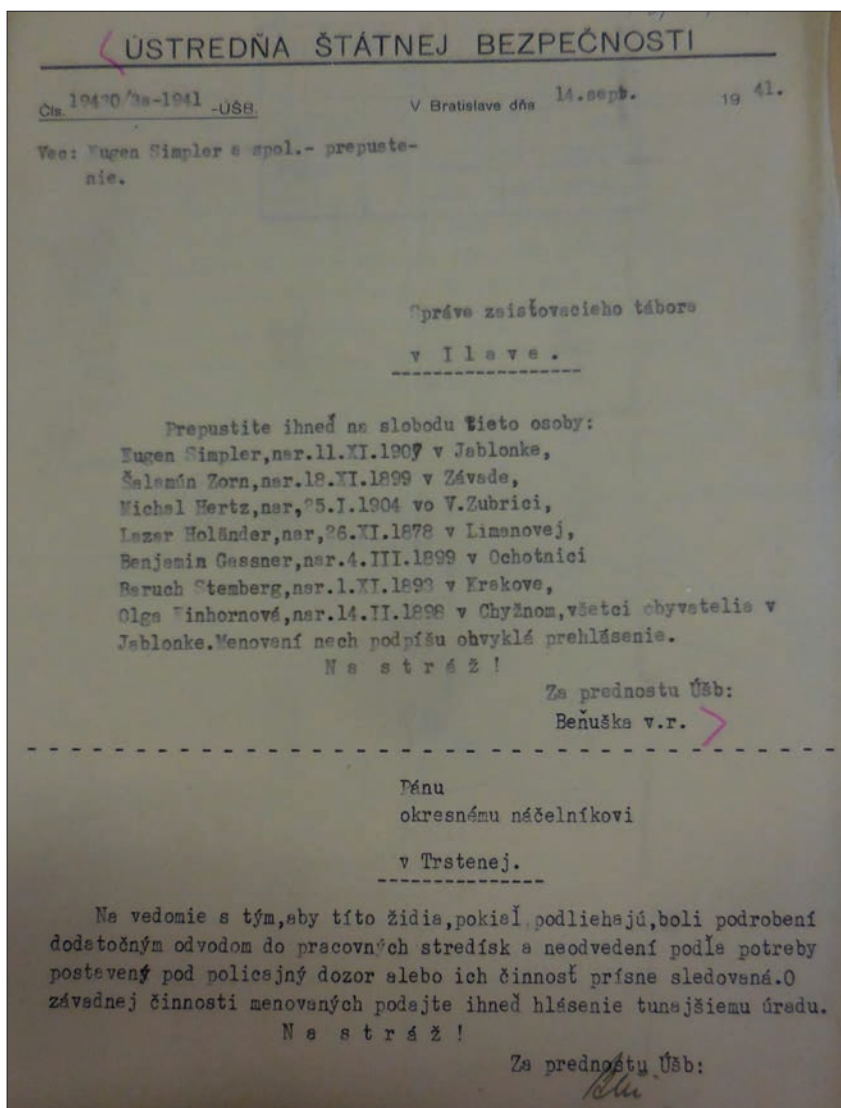 ÚSTREDŇA ŠTÁTNEJ BEZPEČNOSTI
Čís. 19430/3a-1941 -ÚŠB. V Bratislave dňa 14.sept. 19 41.
Vec: Eugen Simpler a spol.- prepuste-
nie.
Správe zaisťovacieho tábora
v Ilave.
Prepustite ihneď na slobodu tieto osoby:
Eugen Simpler,nar.11.XI.1907 v Jablonke,
Šalamún Zorn,nar.18.XI.1899 v Závade,
Michal Hertz,nar,25.I.1904 vo V.Zubrici,
Lazar Holänder,nar,26.XI.1878 v Limanovej,
Benjamin Gassner,nar.4.III.1899 v Ochotnici
Baruch Stemberg,nar.1.XI.1893 v Krakove,
Olga Einhornová,nar.14.II.1898 v Chyžnom,všetci obyvatelia v
Jablonke.Menovaní nech podpíšu obvyklé prehlásenie.
Na stráž!
Za prednostu Úšb:
Beňuška v.r.
Pánu
okresnému náčelníkovi
v Trstenej.
Na vedomie s tým,aby títo židia,pokiaľ podliehajú,boli podrobení
dodatočným odvodom do pracovných stredísk a neodvedení podľa potreby
postavený pod policajný dozor alebo ich činnosť prísne sledovaná.O
závadnej činnosti menovaných podajte ihneď hlásenie tunajšiemu úradu.
Na stráž!
Za prednostu Úšb: